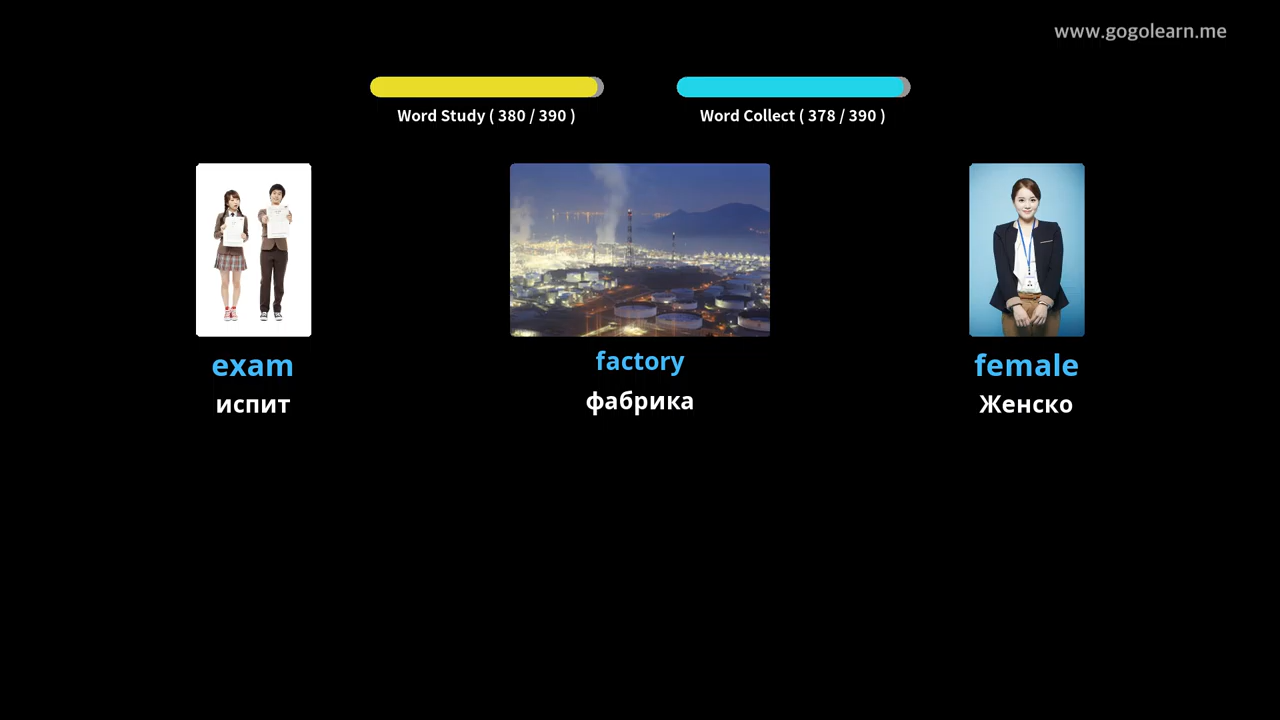 www.gogolearn.me
Word Study ( 380 / 390 )
Word Collect ( 378 / 390 )
exam
испит
factory
фабрика
female
Женско